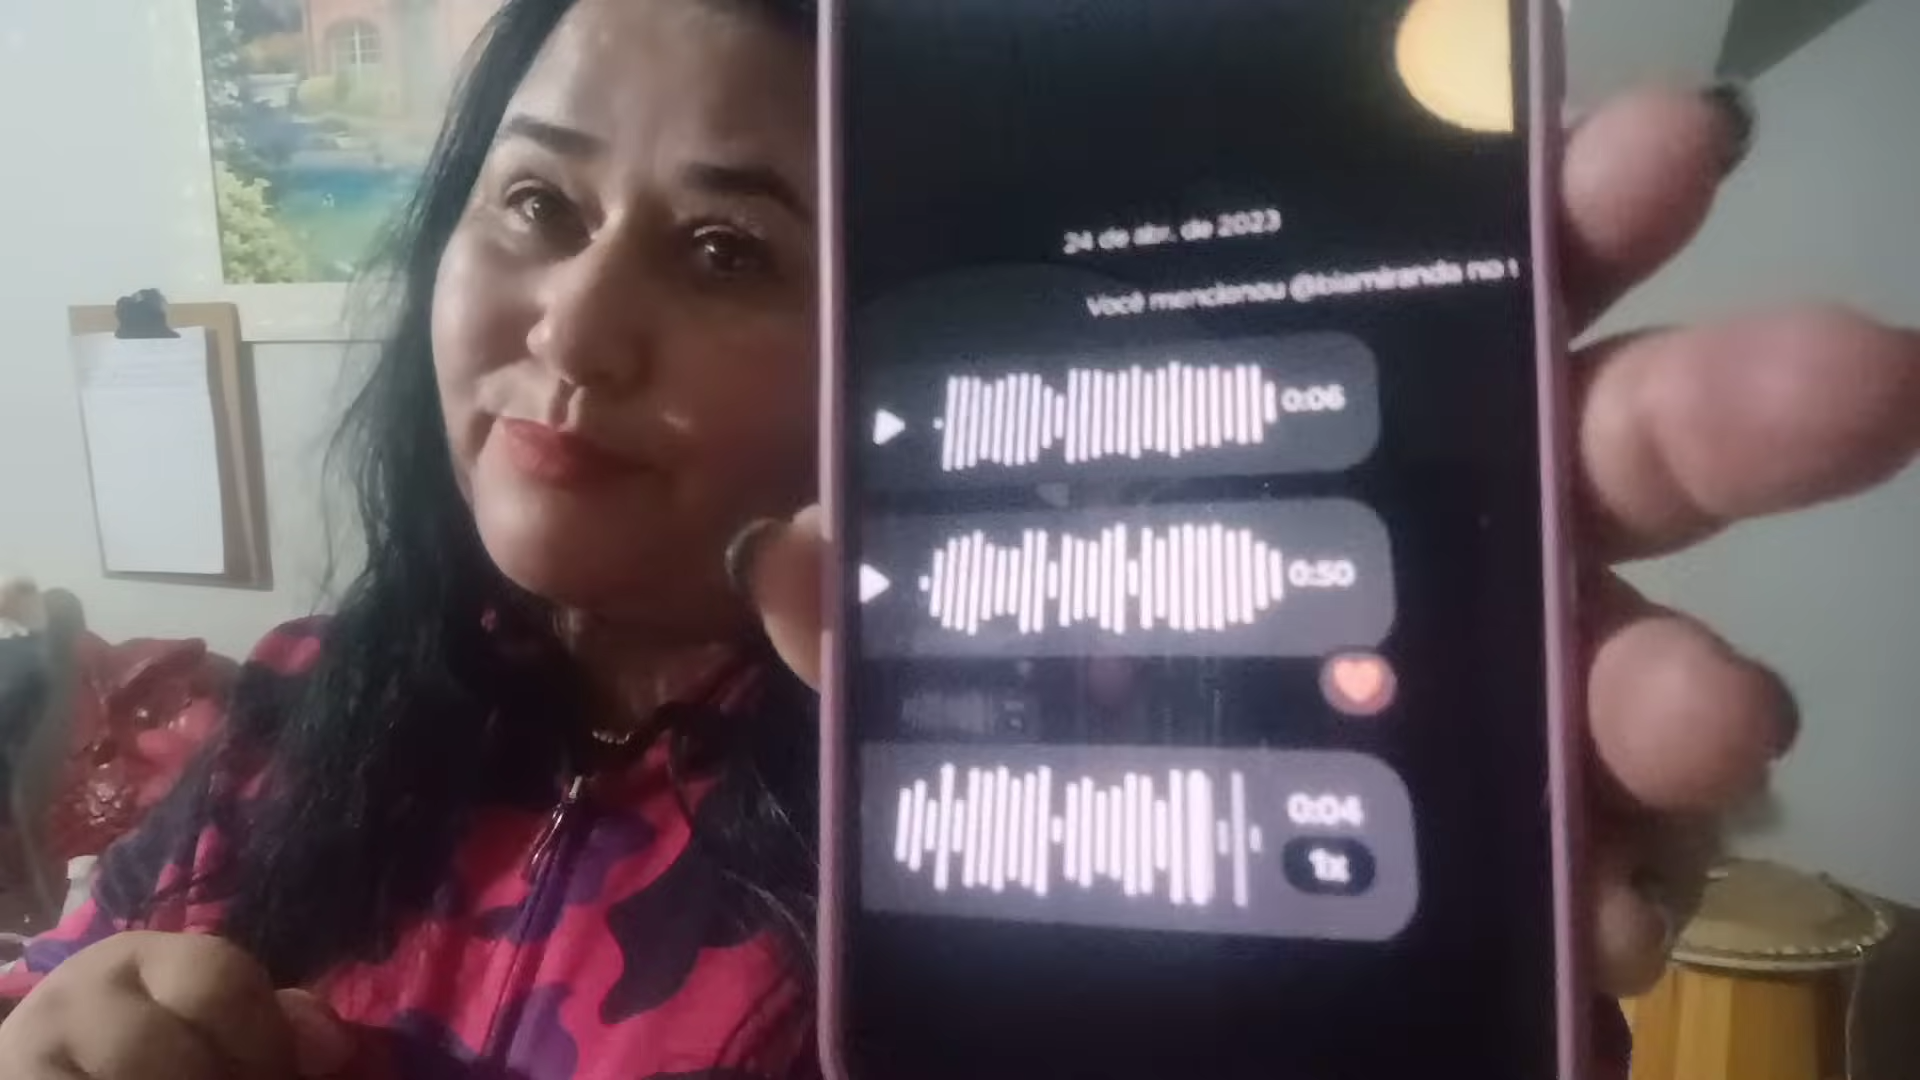 24 de abr. de 2023
Você mencionou @biamiranda no
0:06
0:50
0:04
1x